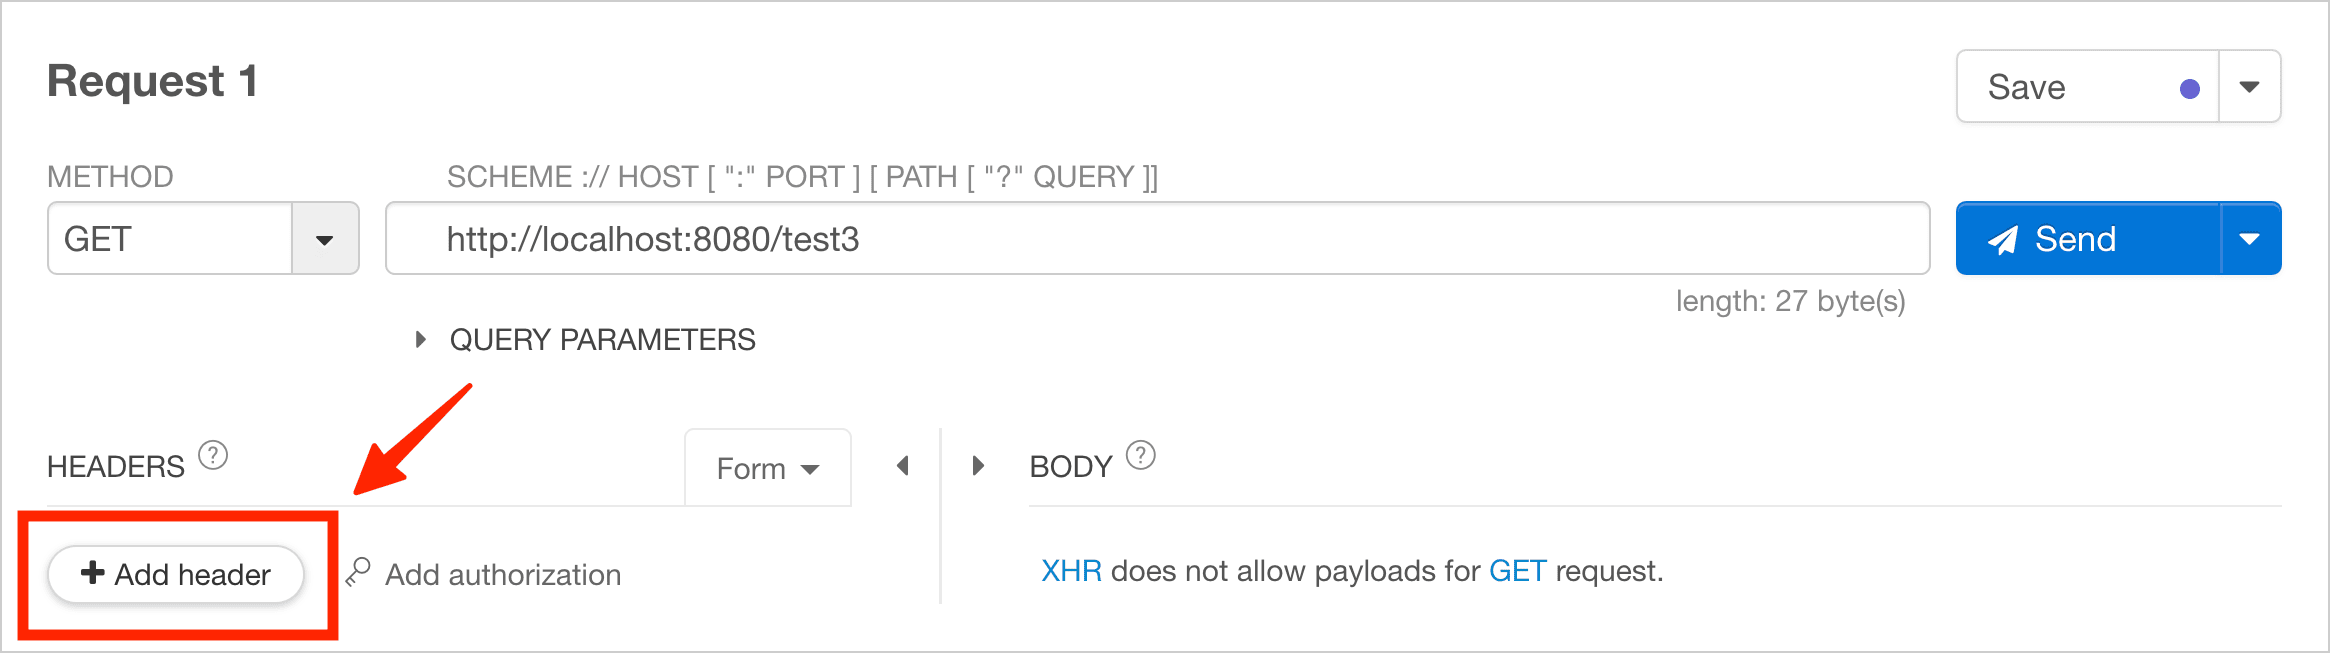 Request 1
Save
METHOD
SCHEME :// HOST [ ":" PORT ] [ PATH [ "?" QUERY ]]
GET
http://localhost:8080/test3
Send
length: 27 byte(s)
QUERY PARAMETERS
HEADERS ?
Form
BODY ?
+ Add header
Add authorization
XHR does not allow payloads for GET request.